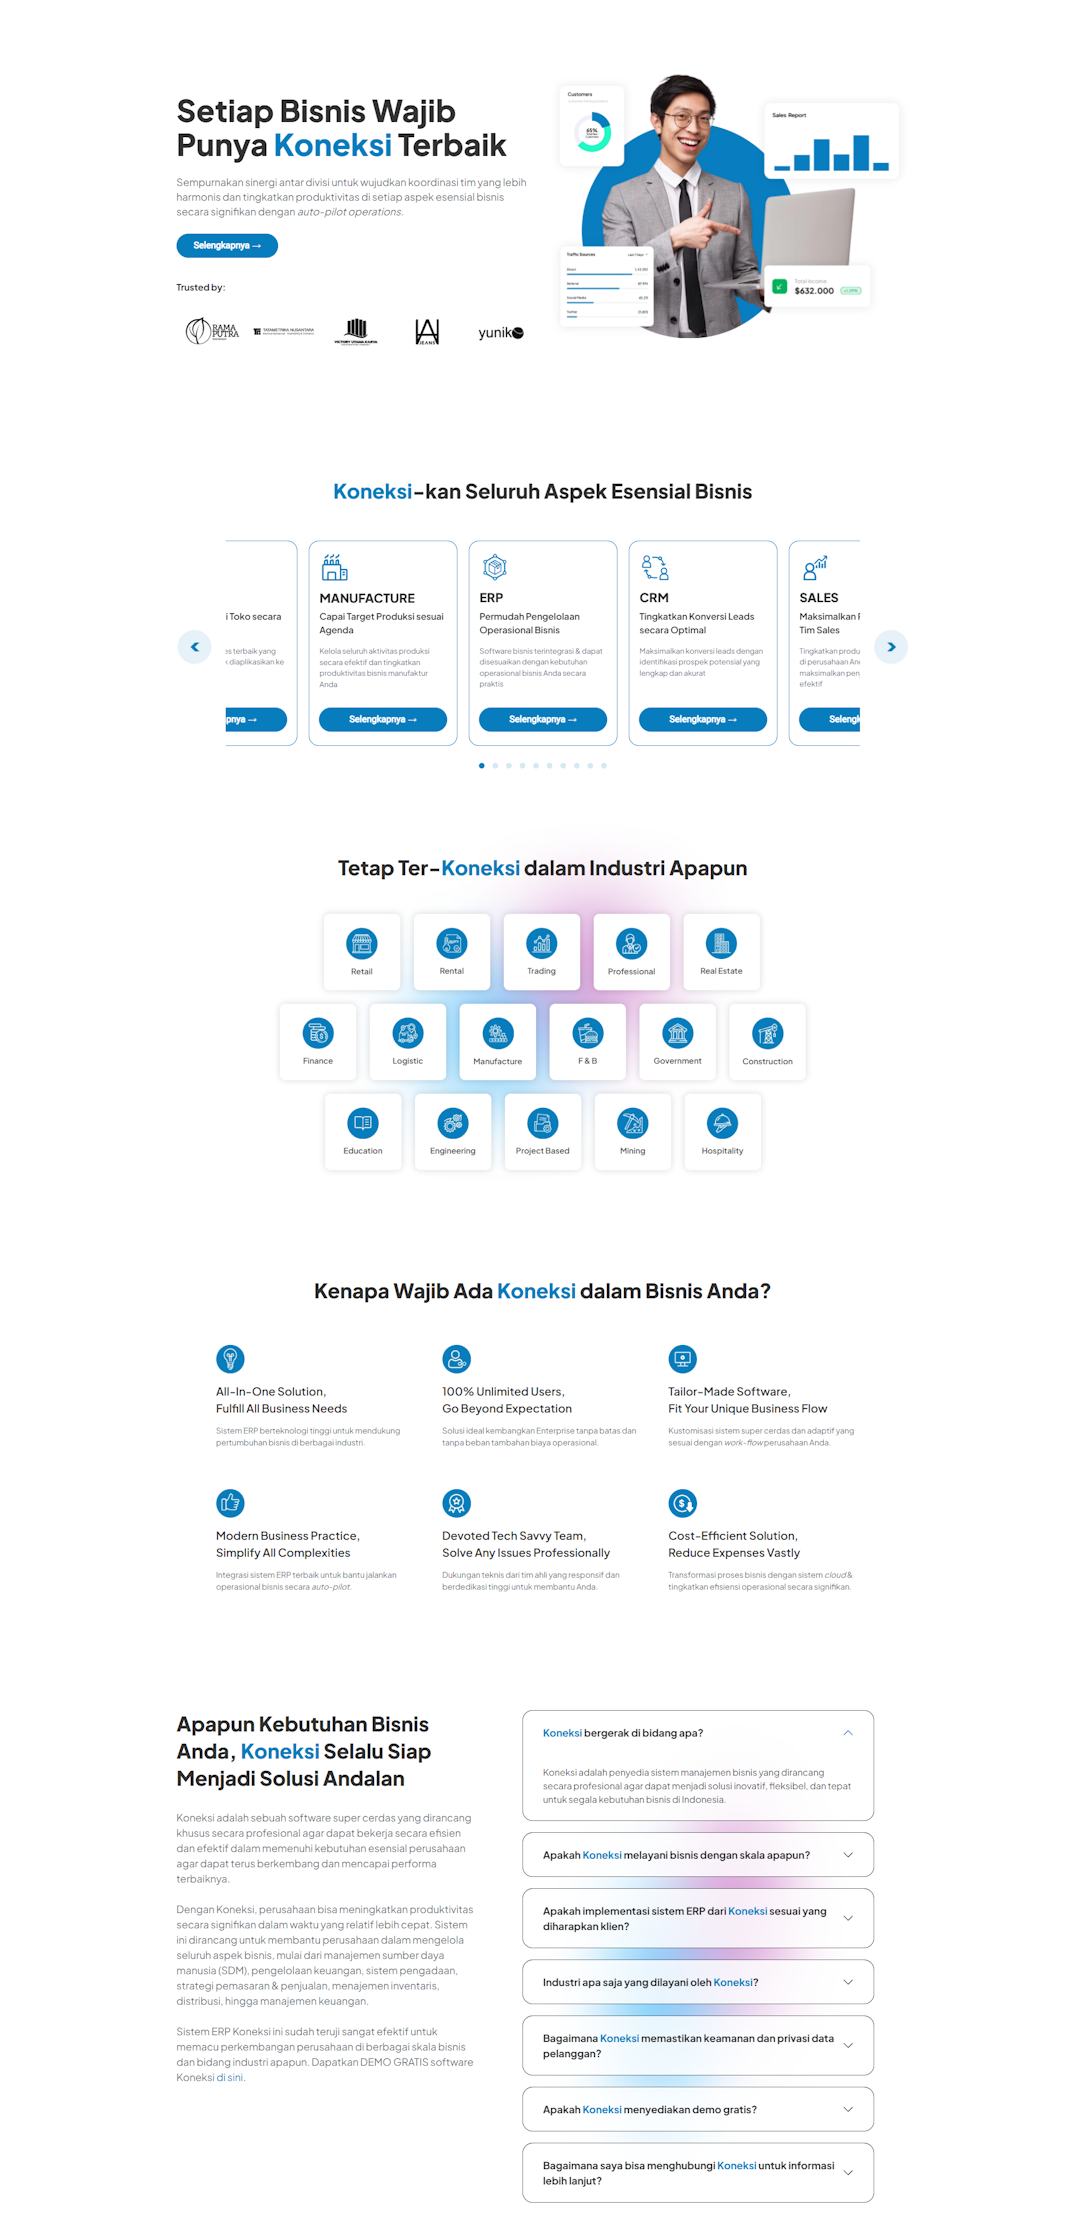 Setiap Bisnis Wajib
Punya Koneksi Terbaik
Sempurnakan sinergi antar divisi untuk wujudkan koordinasi tim yang lebih
harmonis dan tingkatkan produktivitas di setiap aspek esensial bisnis
secara signifikan dengan auto-pilot operations.
Selengkapnya →
Trusted by:
RAMA
PUTRA
TATAMETRIKA NUSANTARA
VICTORY UTAMA KARYA
JEANS
yunik
Customers
65%
Sales Report
Traffic Sources
Last 7 Days
Direct
Referral
Social Media
Twitter
Total Income
$632.000
Koneksi-kan Seluruh Aspek Esensial Bisnis
i Toko secara
s terbaik yang
diaplikasikan ke
pnya →
MANUFACTURE
Capai Target Produksi sesuai
Agenda
Kelola seluruh aktivitas produksi
secara efektif dan tingkatkan
produktivitas bisnis manufaktur
Anda
Selengkapnya →
ERP
Permudah Pengelolaan
Operasional Bisnis
Software bisnis terintegrasi & dapat
disesuaikan dengan kebutuhan
operasional bisnis Anda secara
praktis
Selengkapnya →
CRM
Tingkatkan Konversi Leads
secara Optimal
Maksimalkan konversi leads dengan
identifikasi prospek potensial yang
lengkap dan akurat
Selengkapnya →
SALES
Maksimalkan
Tim Sales
Tingkatkan produ
di perusahaan An
maksimalkan pen
efektif
Seleng
Tetap Ter-Koneksi dalam Industri Apapun
Retail
Rental
Trading
Professional
Real Estate
Finance
Logistic
Manufacture
F & B
Government
Construction
Education
Engineering
Project Based
Mining
Hospitality
Kenapa Wajib Ada Koneksi dalam Bisnis Anda?
All-In-One Solution,
Fulfill All Business Needs
Sistem ERP berteknologi tinggi untuk mendukung
pertumbuhan bisnis di berbagai industri.
100% Unlimited Users,
Go Beyond Expectation
Solusi ideal kembangkan Enterprise tanpa batas dan
tanpa beban tambahan biaya operasional.
Tailor-Made Software,
Fit Your Unique Business Flow
Kustomisasi sistem super cerdas dan adaptif yang
sesuai dengan work-flow perusahaan Anda.
Modern Business Practice,
Simplify All Complexities
Integrasi sistem ERP terbaik untuk bantu jalankan
operasional bisnis secara auto-pilot.
Devoted Tech Savvy Team,
Solve Any Issues Professionally
Dukungan teknis dari tim ahli yang responsif dan
berdedikasi tinggi untuk membantu Anda.
Cost-Efficient Solution,
Reduce Expenses Vastly
Transformasi proses bisnis dengan sistem cloud &
tingkatkan efisiensi operasional secara signifikan.
Apapun Kebutuhan Bisnis
Anda, Koneksi Selalu Siap
Menjadi Solusi Andalan
Koneksi adalah sebuah software super cerdas yang dirancang
khusus secara profesional agar dapat bekerja secara efisien
dan efektif dalam memenuhi kebutuhan esensial perusahaan
agar dapat terus berkembang dan mencapai performa
terbaiknya.
Dengan Koneksi, perusahaan bisa meningkatkan produktivitas
secara signifikan dalam waktu yang relatif lebih cepat. Sistem
ini dirancang untuk membantu perusahaan dalam mengelola
seluruh aspek bisnis, mulai dari manajemen sumber daya
manusia (SDM), pengelolaan keuangan, sistem pengadaan,
strategi pemasaran & penjualan, menajemen inventaris,
distribusi, hingga manajemen keuangan.
Sistem ERP Koneksi ini sudah teruji sangat efektif untuk
memacu perkembangan perusahaan di berbagai skala bisnis
dan bidang industri apapun. Dapatkan DEMO GRATIS software
Koneksi di sini.
Koneksi bergerak di bidang apa?
Koneksi adalah penyedia sistem manajemen bisnis yang dirancang
secara profesional agar dapat menjadi solusi inovatif, fleksibel, dan tepat
untuk segala kebutuhan bisnis di Indonesia.
Apakah Koneksi melayani bisnis dengan skala apapun?
Apakah implementasi sistem ERP dari Koneksi sesuai yang
diharapkan klien?
Industri apa saja yang dilayani oleh Koneksi?
Bagaimana Koneksi memastikan keamanan dan privasi data
pelanggan?
Apakah Koneksi menyediakan demo gratis?
Bagaimana saya bisa menghubungi Koneksi untuk informasi
lebih lanjut?